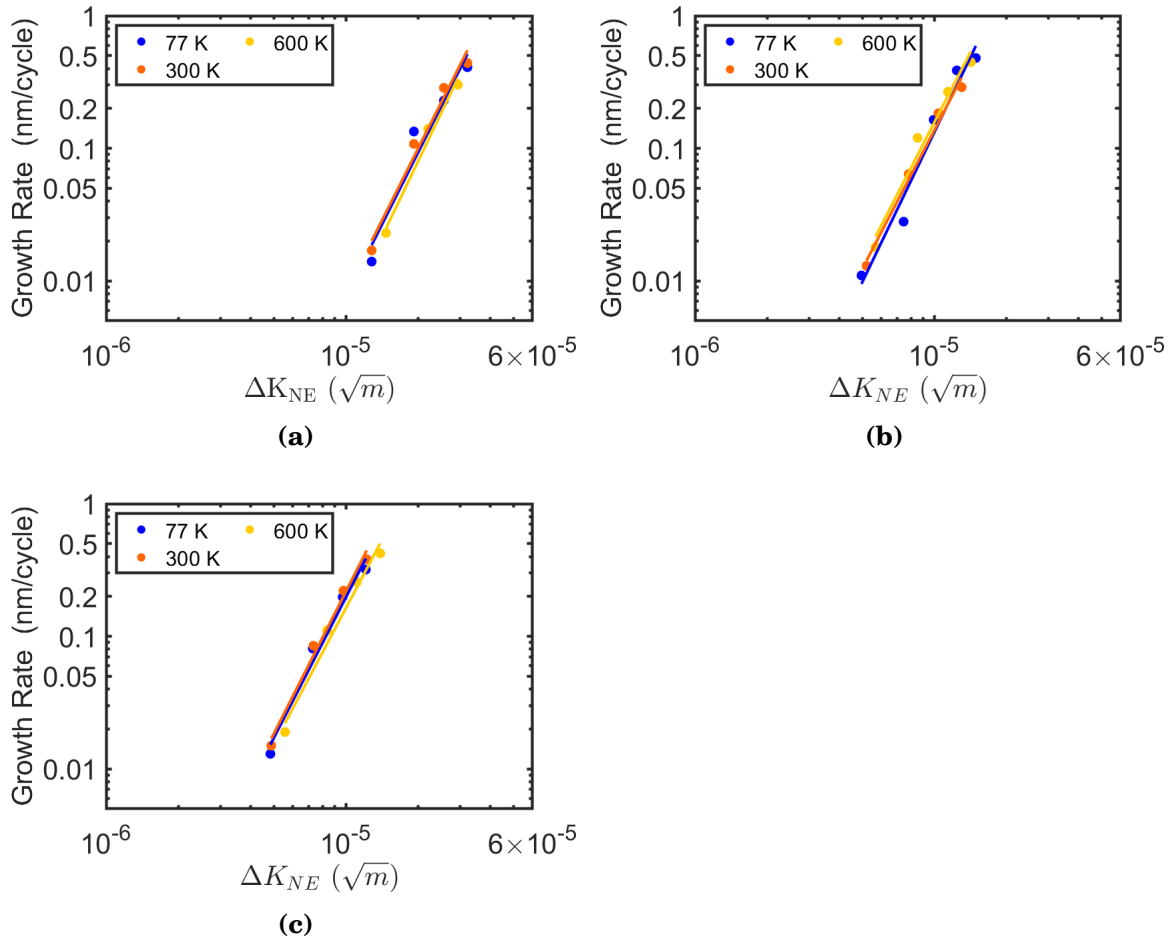 1
0.5
0.2
0.1
0.05
0.01
Growth Rate (nm/cycle)
77 K
600 K
300 K
10⁻⁶
10⁻⁵
6×10⁻⁵
ΔK_NE (√m)
(a)
1
0.5
0.2
0.1
0.05
0.01
Growth Rate (nm/cycle)
77 K
600 K
300 K
10⁻⁶
10⁻⁵
6×10⁻⁵
ΔK_NE (√m)
(b)
1
0.5
0.2
0.1
0.05
0.01
Growth Rate (nm/cycle)
77 K
600 K
300 K
10⁻⁶
10⁻⁵
6×10⁻⁵
ΔK_NE (√m)
(c)